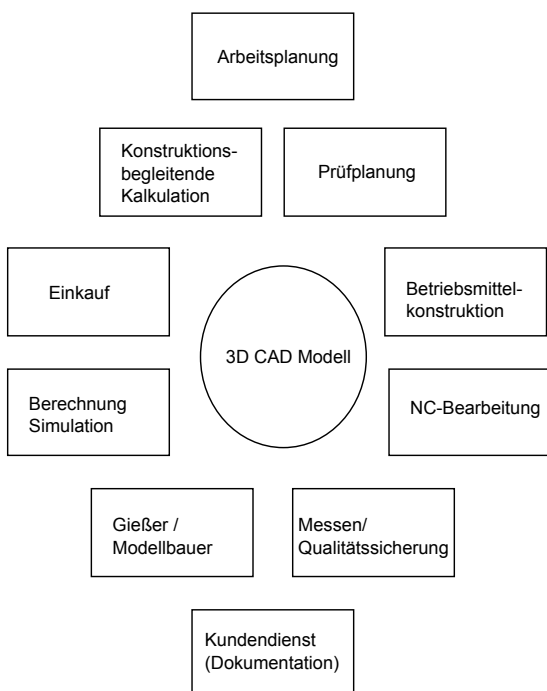 Arbeitsplanung
Konstruktions-
begleitende
Kalkulation
Prüfplanung
Einkauf
Betriebsmittel-
konstruktion
3D CAD Modell
Berechnung
Simulation
NC-Bearbeitung
Gießer /
Modellbauer
Messen/
Qualitätssicherung
Kundendienst
(Dokumentation)